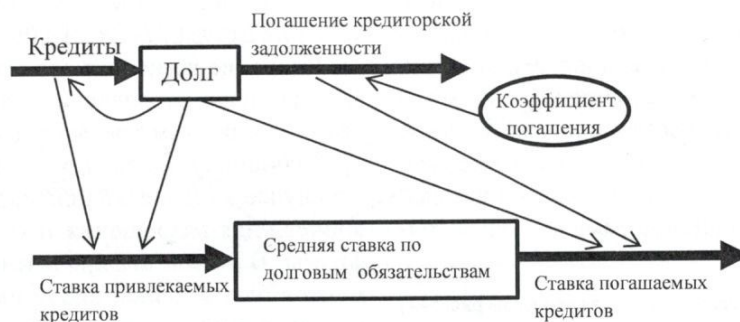 Погашение кредиторской
задолженности
Кредиты
Долг
Коэффициент
погашения
Средняя ставка по
долговым обязательствам
Ставка привлекаемых
кредитов
Ставка погашаемых
кредитов